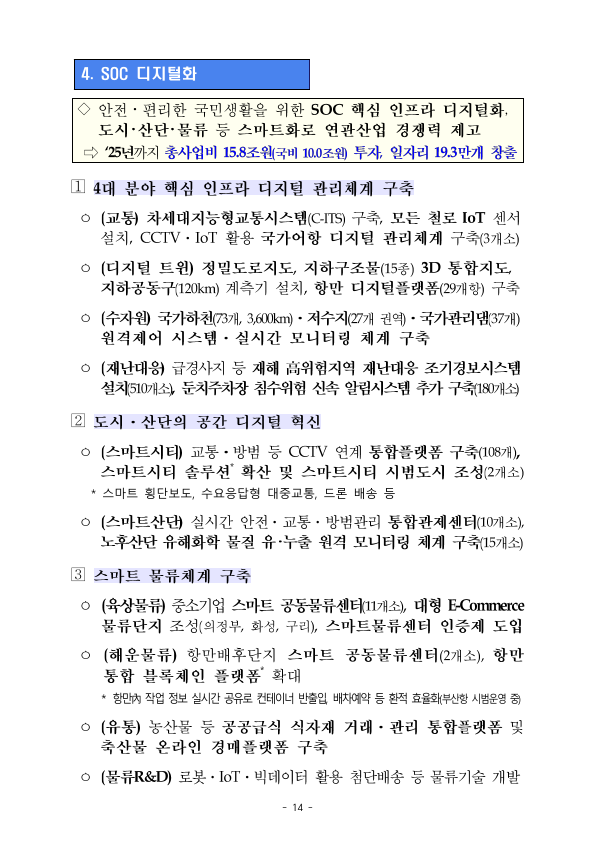 4. SOC 디지털화
◇ 안전·편리한 국민생활을 위한 SOC 핵심 인프라 디지털화,
도시·산단·물류 등 스마트화로 연관산업 경쟁력 제고
⇨ ‘25년까지 총사업비 15.8조원(국비 10.0조원) 투자, 일자리 19.3만개 창출
1 4대 분야 핵심 인프라 디지털 관리체계 구축
ㅇ (교통) 차세대지능형교통시스템(C-ITS) 구축, 모든 철로 IoT 센서
설치, CCTV·IoT 활용 국가어항 디지털 관리체계 구축(3개소)
ㅇ (디지털 트윈) 정밀도로지도, 지하구조물(15종) 3D 통합지도,
지하공동구(120km) 계측기 설치, 항만 디지털플랫폼(29개항) 구축
ㅇ (수자원) 국가하천(73개, 3,600km)·저수지(27개 권역)·국가관리댐(37개)
원격제어 시스템·실시간 모니터링 체계 구축
ㅇ (재난대응) 급경사지 등 재해 高위험지역 재난대응 조기경보시스템
설치(510개소), 둔치주차장 침수위험 신속 알림시스템 추가 구축(180개소)
2 도시·산단의 공간 디지털 혁신
ㅇ (스마트시티) 교통·방범 등 CCTV 연계 통합플랫폼 구축(108개),
스마트시티 솔루션* 확산 및 스마트시티 시범도시 조성(2개소)
* 스마트 횡단보도, 수요응답형 대중교통, 드론 배송 등
ㅇ (스마트산단) 실시간 안전·교통·방범관리 통합관제센터(10개소),
노후산단 유해화학 물질 유·누출 원격 모니터링 체계 구축(15개소)
3 스마트 물류체계 구축
ㅇ (육상물류) 중소기업 스마트 공동물류센터(11개소), 대형 E-Commerce
물류단지 조성(의정부, 화성, 구리), 스마트물류센터 인증제 도입
ㅇ (해운물류) 항만배후단지 스마트 공동물류센터(2개소), 항만
통합 블록체인 플랫폼* 확대
* 항만內 작업 정보 실시간 공유로 컨테이너 반출입, 배차예약 등 환적 효율화(부산항 시범운영 중)
ㅇ (유통) 농산물 등 공공급식 식자재 거래·관리 통합플랫폼 및
축산물 온라인 경매플랫폼 구축
ㅇ (물류R&D) 로봇·IoT·빅데이터 활용 첨단배송 등 물류기술 개발
- 14 -